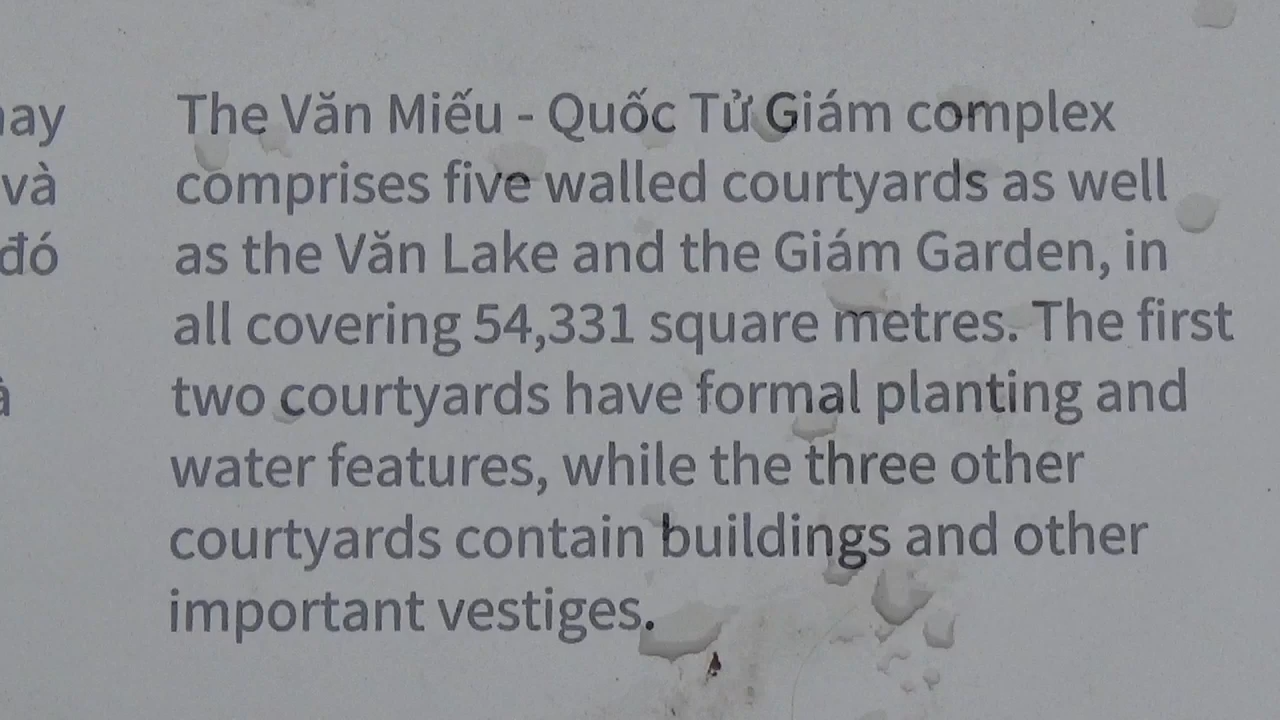 The Văn Miếu - Quốc Tử Giám complex
comprises five walled courtyards as well
as the Văn Lake and the Giám Garden, in
all covering 54,331 square metres. The first
two courtyards have formal planting and
water features, while the three other
courtyards contain buildings and other
important vestiges.
và
đó